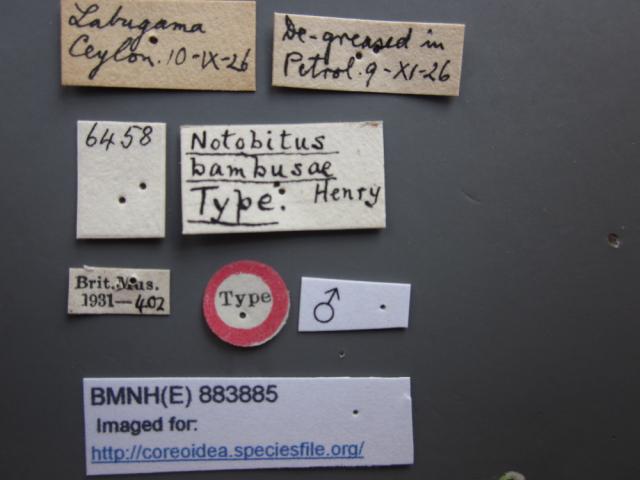 Labugama
Ceylon. 10-IX-26
De-greased in
Petrol. 9-XI-26
6458
Notobitus
bambusae
Type: Henry
Brit. Mus.
1931—402
Type
♂
BMNH(E) 883885
Imaged for:
http://coreoidea.speciesfile.org/